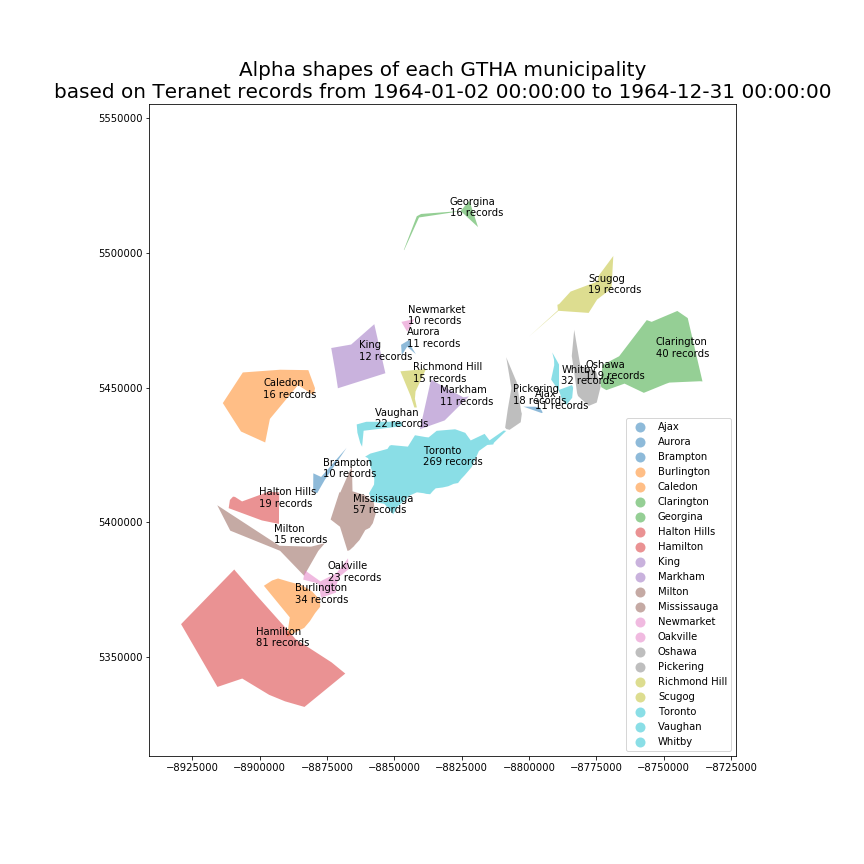 Alpha shapes of each GTHA municipality
based on Teranet records from 1964-01-02 00:00:00 to 1964-12-31 00:00:00
5550000
5500000
5450000
5400000
5350000
−8925000
−8900000
−8875000
−8850000
−8825000
−8800000
−8775000
−8750000
−8725000
Georgina
16 records
Scugog
19 records
Newmarket
10 records
Aurora
11 records
King
12 records
Clarington
40 records
Richmond Hill
15 records
Oshawa
119 records
Whitby
32 records
Caledon
16 records
Markham
11 records
Pickering
18 records
Ajax
11 records
Vaughan
22 records
Toronto
269 records
Brampton
10 records
Halton Hills
19 records
Mississauga
57 records
Milton
15 records
Oakville
23 records
Burlington
34 records
Hamilton
81 records
Ajax
Aurora
Brampton
Burlington
Caledon
Clarington
Georgina
Halton Hills
Hamilton
King
Markham
Milton
Mississauga
Newmarket
Oakville
Oshawa
Pickering
Richmond Hill
Scugog
Toronto
Vaughan
Whitby